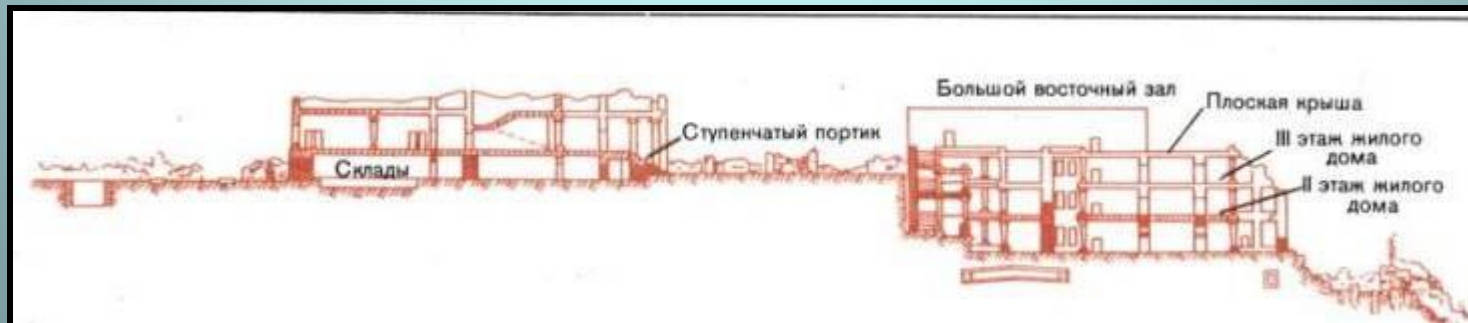 Большой восточный зал
Плоская крыша
Ступенчатый портик
III этаж жилого
дома
Склады
II этаж жилого
дома